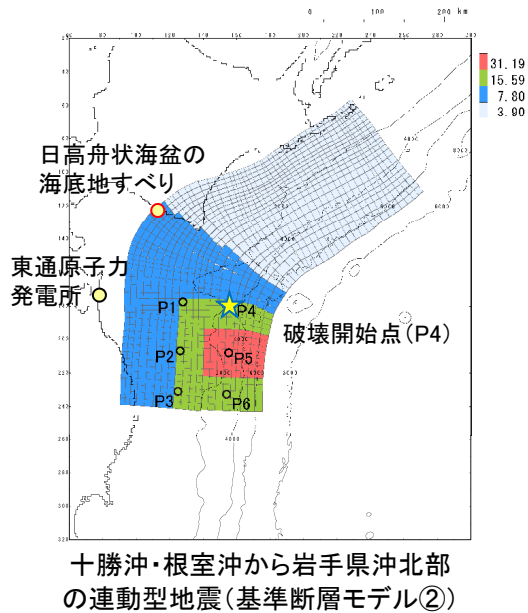 0 100 200 km
31.19
15.59
7.80
3.90
日高舟状海盆の
海底地すべり
東通原子力
発電所
P1
P4
破壊開始点(P4)
P2
P5
P3
P6
4000
十勝沖・根室沖から岩手県沖北部
の連動型地震(基準断層モデル②)